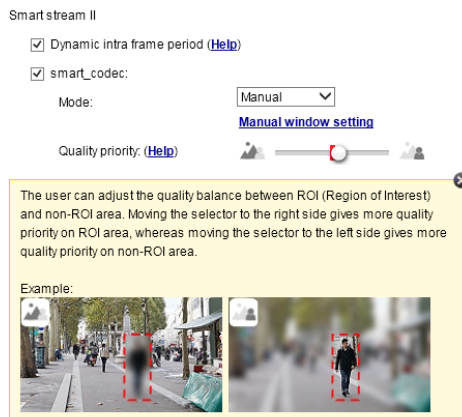 Smart stream II
Dynamic intra frame period (Help)
smart_codec:
Mode: Manual
Manual window setting
Quality priority: (Help)
The user can adjust the quality balance between ROI (Region of Interest)
and non-ROI area. Moving the selector to the right side gives more quality
priority on ROI area, whereas moving the selector to the left side gives more
quality priority on non-ROI area.
Example: